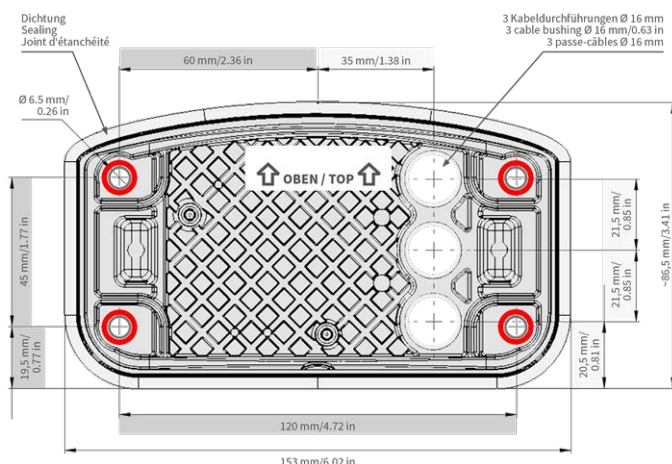 Dichtung
Sealing
Joint d'étanchéité
3 Kabeldurchführungen Ø 16 mm
3 cable bushing Ø 16 mm/0.63 in
3 passe-câbles Ø 16 mm
60 mm/2.36 in
35 mm/1.38 in
Ø 6.5 mm/
0.26 in
OBEN / TOP
45 mm/1.77 in
19,5 mm/
0.77 in
21,5 mm/
0.85 in
21,5 mm/
0.85 in
20,5 mm/
0.81 in
~86,5 mm/3.41 in
120 mm/4.72 in
153 mm/6.02 in